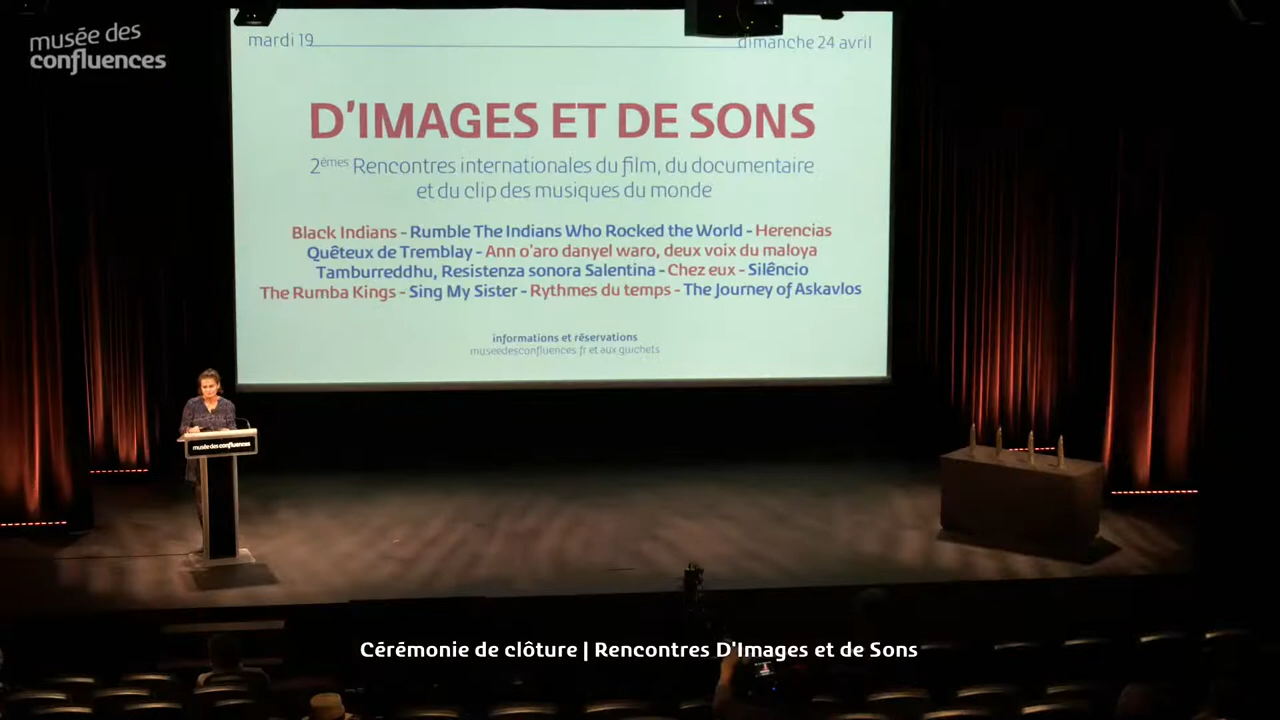 musée des
confluences
mardi 19 dimanche 24 avril
D'IMAGES ET DE SONS
2èmes Rencontres internationales du film, du documentaire
et du clip des musiques du monde
Black Indians - Rumble The Indians Who Rocked the World - Herencias
Quêteux de Tremblay - Ann o'aro danyel waro, deux voix du maloya
Tamburreddhu, Resistenza sonora Salentina - Chez eux - Silêncio
The Rumba Kings - Sing My Sister - Rythmes du temps - The Journey of Askavlos
informations et réservations
museedesconfluences.fr et aux guichets
musée des confluences
Cérémonie de clôture | Rencontres D'Images et de Sons